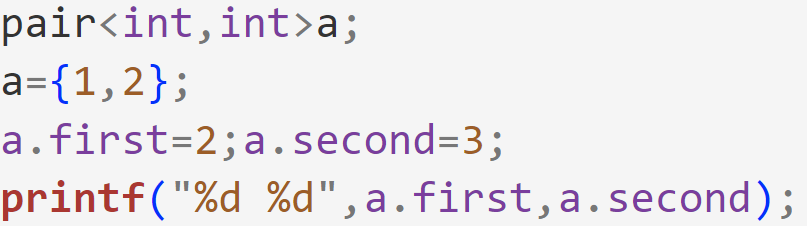 pair<int,int>a;
a={1,2};
a.first=2;a.second=3;
printf("%d %d",a.first,a.second);